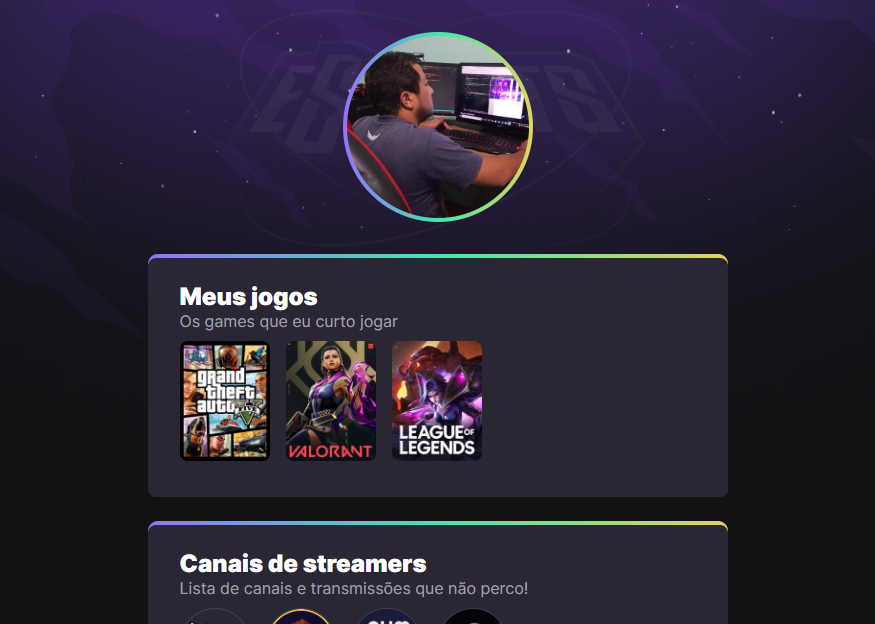 Meus jogos
Os games que eu curto jogar
grand
theft
auto
V
FIVE
VALORANT
LEAGUE OF
LEGENDS
Canais de streamers
Lista de canais e transmissões que não perco!